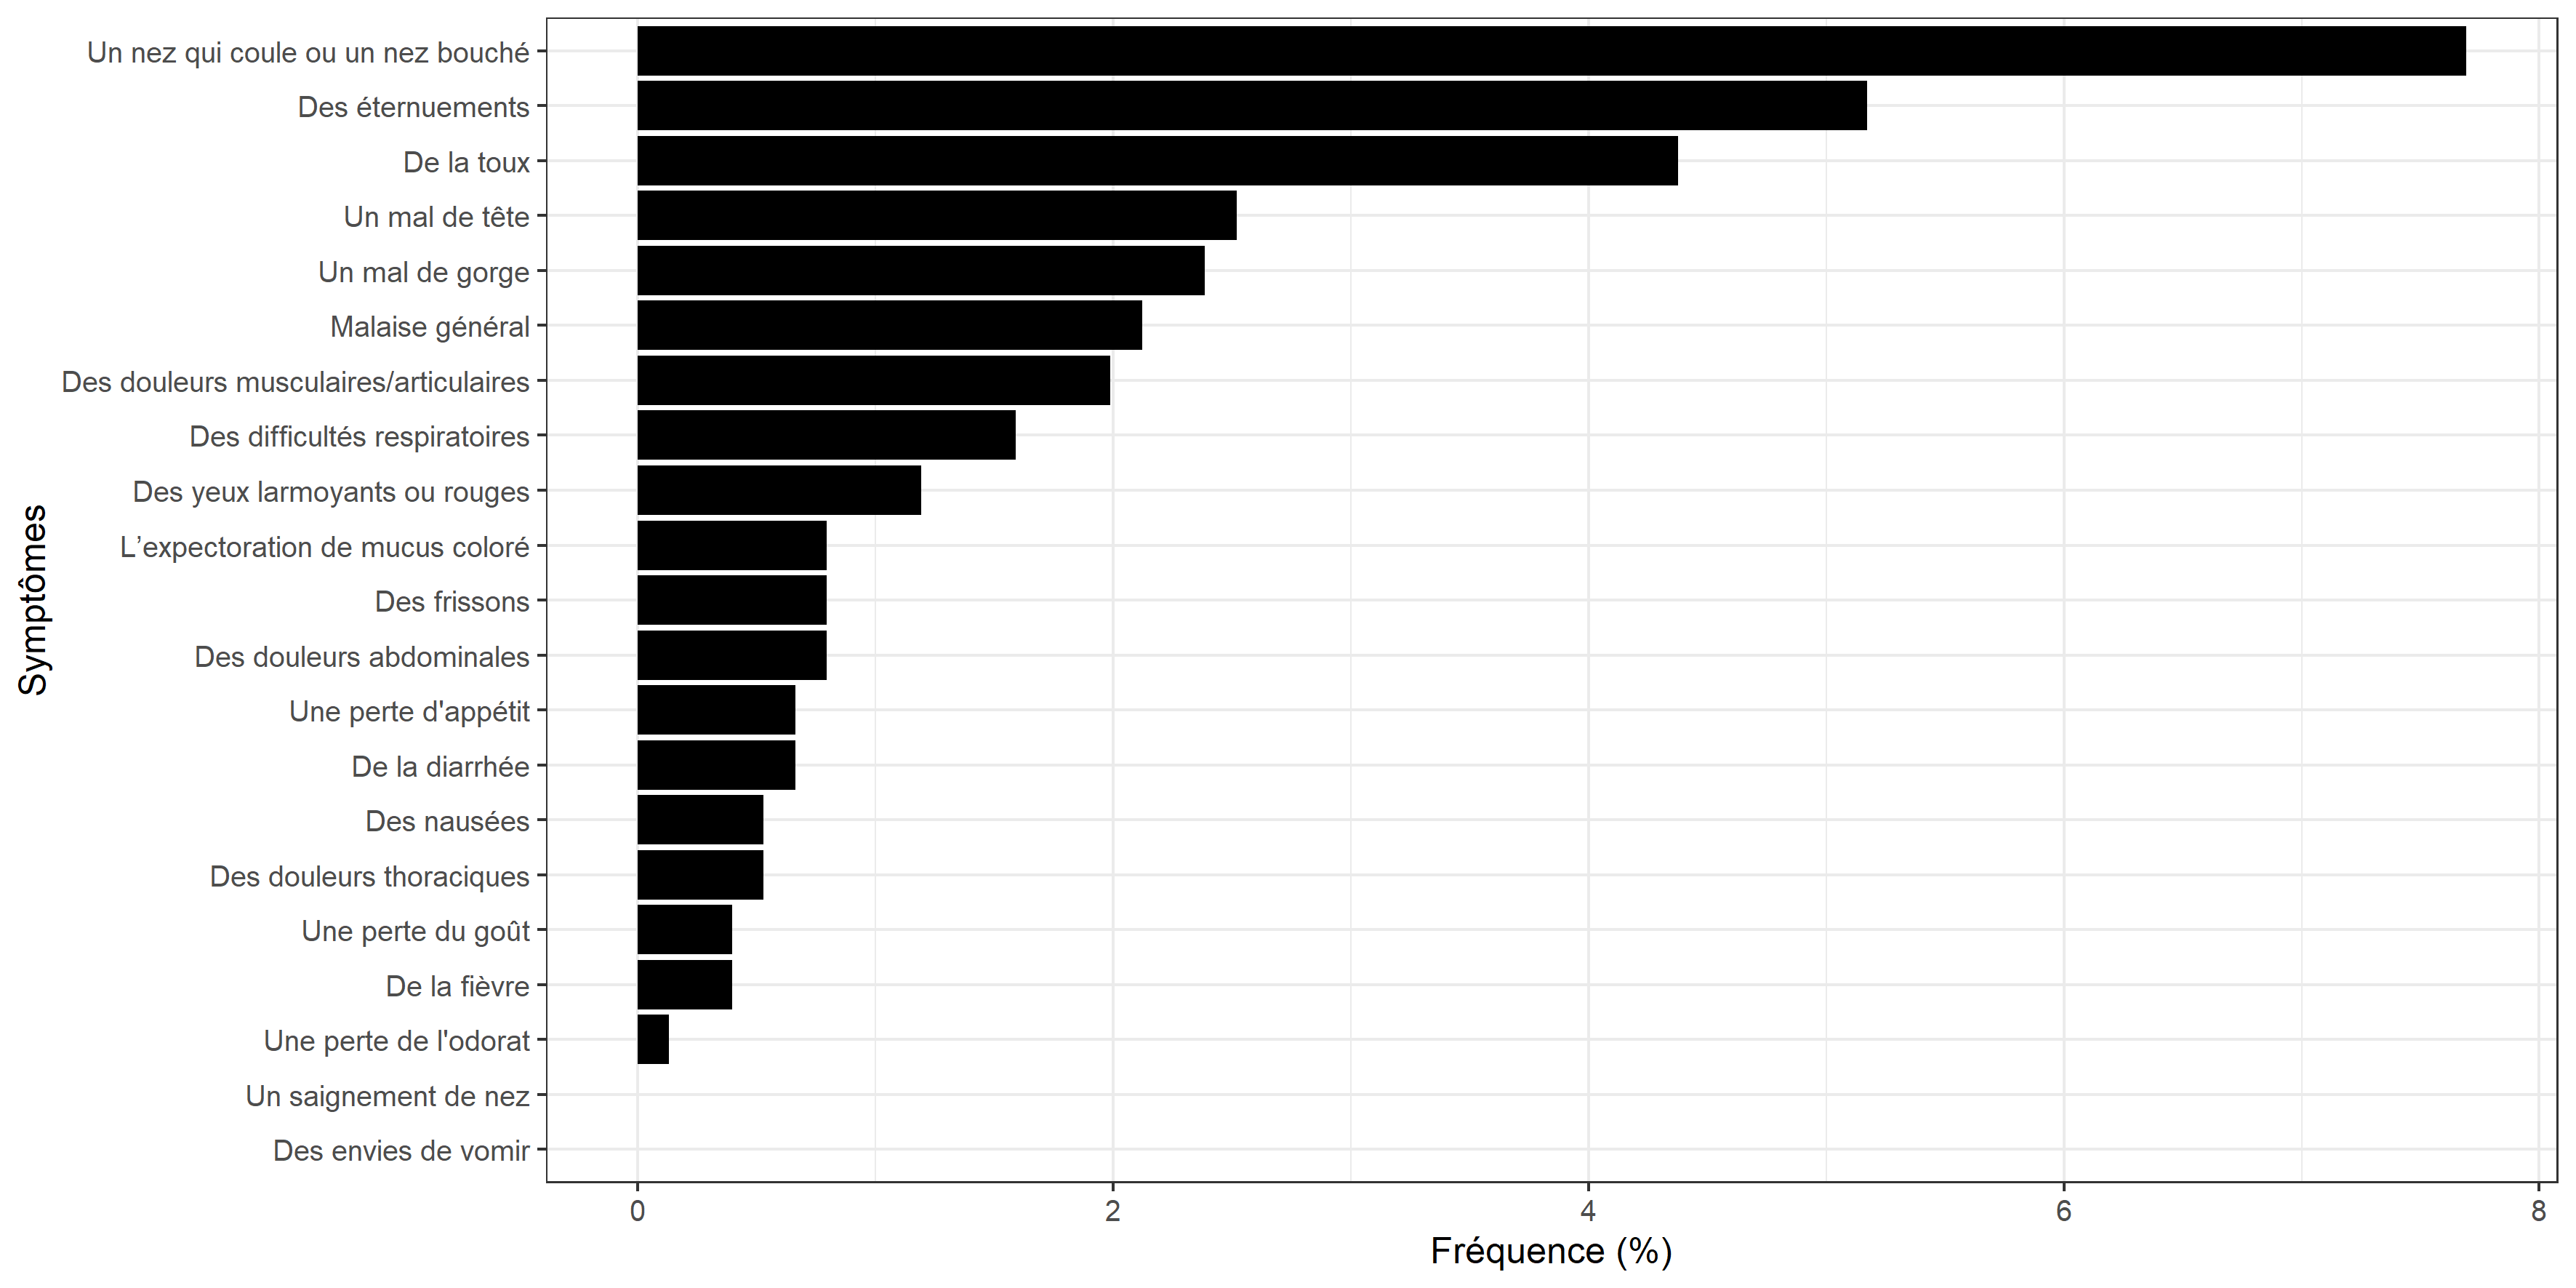 Un nez qui coule ou un nez bouché
Des éternuements
De la toux
Un mal de tête
Un mal de gorge
Malaise général
Des douleurs musculaires/articulaires
Des difficultés respiratoires
Des yeux larmoyants ou rouges
L’expectoration de mucus coloré
Des frissons
Des douleurs abdominales
Une perte d'appétit
De la diarrhée
Des nausées
Des douleurs thoraciques
Une perte du goût
De la fièvre
Une perte de l'odorat
Un saignement de nez
Des envies de vomir
Symptômes
0 2 4 6 8
Fréquence (%)